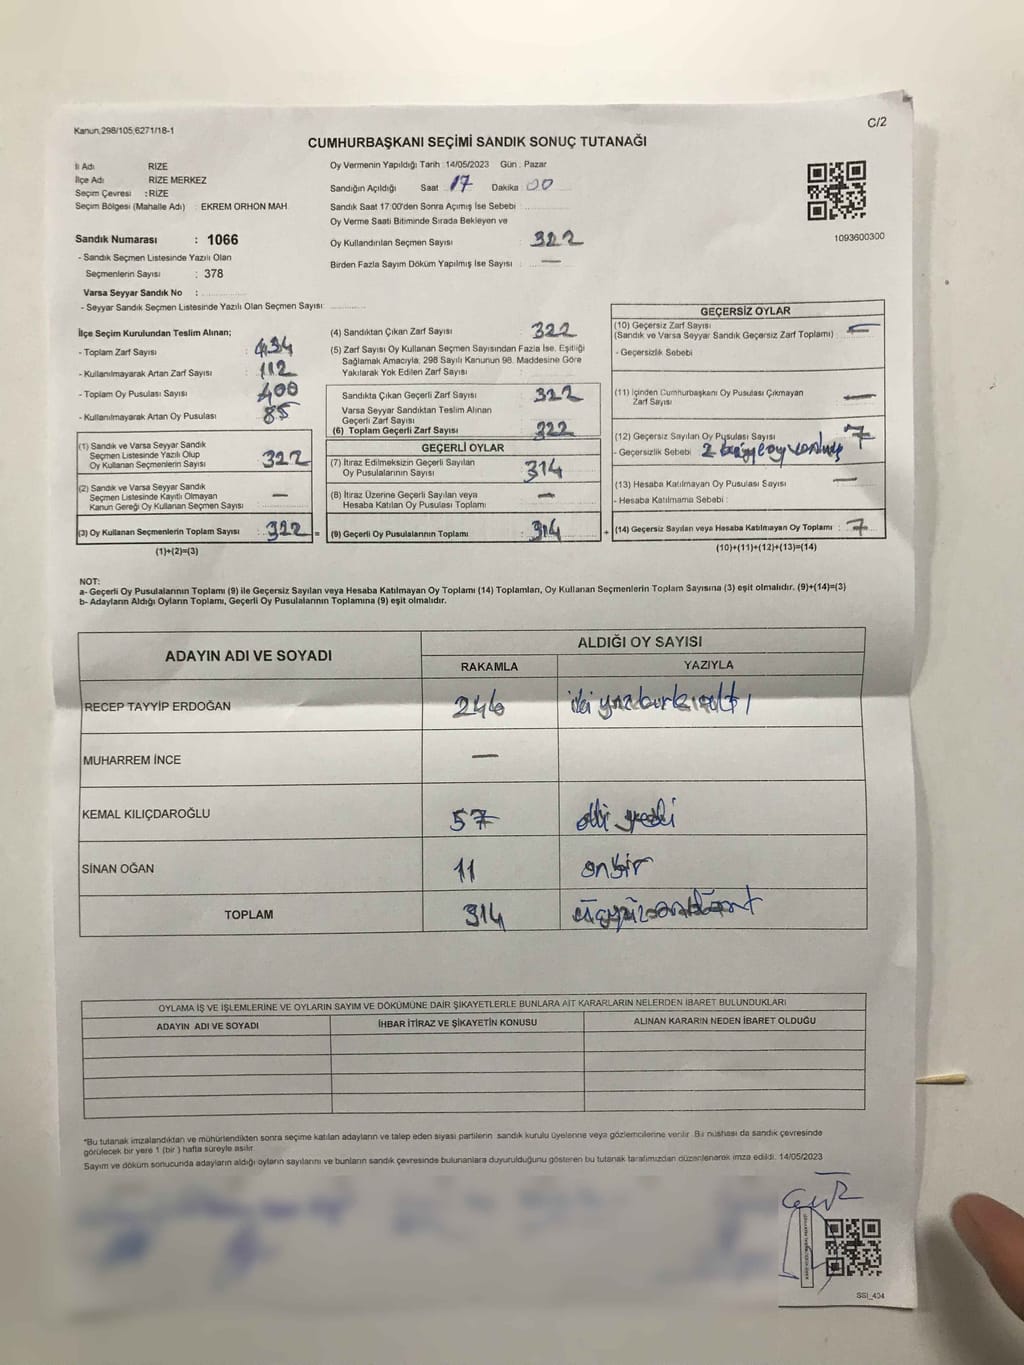 Kanun,298/105,6271/18-1
C/2
CUMHURBAŞKANI SEÇİMİ SANDIK SONUÇ TUTANAĞI
İl Adı RİZE
İlçe Adı RİZE MERKEZ
Seçim Çevresi : RİZE
Seçim Bölgesi (Mahalle Adı) : EKREM ORHON MAH.
Sandık Numarası : 1066
- Sandık Seçmen Listesinde Yazılı Olan
Seçmenlerin Sayısı : 378
Varsa Seyyar Sandık No :
- Seyyar Sandık Seçmen Listesinde Yazılı Olan Seçmen Sayısı:
Oy Vermenin Yapıldığı Tarih : 14/05/2023 Gün : Pazar
Sandığın Açıldığı Saat 17 Dakika 00
Sandık Saat 17:00'den Sonra Açımış İse Sebebi :
Oy Verme Saati Bitiminde Sırada Bekleyen ve
Oy Kullandırılan Seçmen Sayısı : 322
Birden Fazla Sayım Döküm Yapılmış İse Sayısı : —
1093600300
İlçe Seçim Kurulundan Teslim Alınan;
- Toplam Zarf Sayısı : 434
- Kullanılmayarak Artan Zarf Sayısı : 112
- Toplam Oy Pusulası Sayısı : 400
- Kullanılmayarak Artan Oy Pusulası : 85
(1) Sandık ve Varsa Seyyar Sandık
Seçmen Listesinde Yazılı Olup
Oy Kullanan Seçmenlerin Sayısı : 322
(2) Sandık ve Varsa Seyyar Sandık
Seçmen Listesinde Kayıtlı Olmayan
Kanun Gereği Oy Kullanan Seçmen Sayısı —
(3) Oy Kullanan Seçmenlerin Toplam Sayısı : 322 =
(1)+(2)=(3)
(4) Sandıktan Çıkan Zarf Sayısı : 322
(5) Zarf Sayısı Oy Kullanan Seçmen Sayısından Fazla İse, Eşitliği
Sağlamak Amacıyla, 298 Sayılı Kanunun 98. Maddesine Göre
Yakılarak Yok Edilen Zarf Sayısı :
Sandıkta Çıkan Geçerli Zarf Sayısı : 322
Varsa Seyyar Sandıktan Teslim Alınan
Geçerli Zarf Sayısı :
(6) Toplam Geçerli Zarf Sayısı : 322
GEÇERLİ OYLAR
(7) İtiraz Edilmeksizin Geçerli Sayılan
Oy Pusulalarının Sayısı : 314
(8) İtiraz Üzerine Geçerli Sayılan veya
Hesaba Katılan Oy Pusulası Toplamı : —
(9) Geçerli Oy Pusulalarının Toplamı : 314 +
GEÇERSİZ OYLAR
(10) Geçersiz Zarf Sayısı
(Sandık ve Varsa Seyyar Sandık Geçersiz Zarf Toplamı) : —
- Geçersizlik Sebebi :
(11) İçinden Cumhurbaşkanı Oy Pusulası Çıkmayan
Zarf Sayısı : —
(12) Geçersiz Sayılan Oy Pusulası Sayısı : 7
- Geçersizlik Sebebi : 2
(13) Hesaba Katılmayan Oy Pusulası Sayısı : —
- Hesaba Katılmama Sebebi :
(14) Geçersiz Sayılan veya Hesaba Katılmayan Oy Toplamı : 7
(10)+(11)+(12)+(13)=(14)
NOT:
a- Geçerli Oy Pusulalarının Toplamı (9) ile Geçersiz Sayılan veya Hesaba Katılmayan Oy Toplamı (14) Toplamları, Oy Kullanan Seçmenlerin Toplam Sayısına (3) eşit olmalıdır. (9)+(14)=(3)
b- Adayların Aldığı Oyların Toplamı, Geçerli Oy Pusulalarının Toplamına (9) eşit olmalıdır.
ADAYIN ADI VE SOYADI ALDIĞI OY SAYISI
RAKAMLA YAZIYLA
RECEP TAYYİP ERDOĞAN 246 iki yüz kırk altı
MUHARREM İNCE —
KEMAL KILIÇDAROĞLU 57 elli yedi
SİNAN OĞAN 11 onbir
TOPLAM 314 üçyüz ondört
OYLAMA İŞ VE İŞLEMLERİNE VE OYLARIN SAYIM VE DÖKÜMÜNE DAİR ŞİKAYETLERLE BUNLARA AİT KARARLARIN NELERDEN İBARET BULUNDUKLARI
ADAYIN ADI VE SOYADI İHBAR İTİRAZ VE ŞİKAYETİN KONUSU ALINAN KARARIN NEDEN İBARET OLDUĞU
*Bu tutanak imzalandıktan ve mühürlendikten sonra seçime katılan adayların ve talep eden siyasi partilerin sandık kurulu üyelerine veya gözlemcilerine verilir. Bir nüshası da sandık çevresinde
görülecek bir yere 1 (bir) hafta süreyle asılır.
Sayım ve döküm sonucunda adayların aldığı oyların sayılarını ve bunların sandık çevresinde bulunanlara duyurulduğunu gösteren bu tutanak tarafımızdan düzenlenerek imza edildi. 14/05/2023
SSI_404